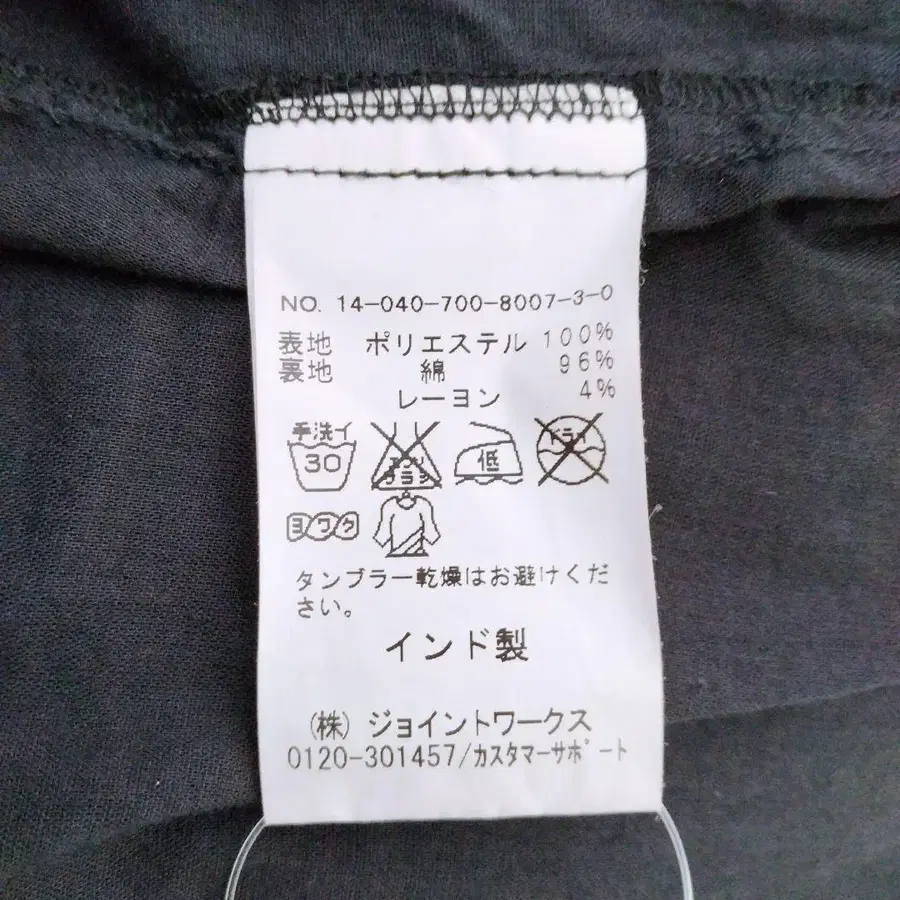 NO. 14-040-700-8007-3-0
表地 ポリエステル 100%
裏地 綿 96%
レーヨン 4%
手洗イ
30
エンソ
サラシ
低
ドライ
ヨワク
タンブラー乾燥はお避けくだ
さい。
インド製
(株) ジョイントワークス
0120-301457/カスタマーサポート